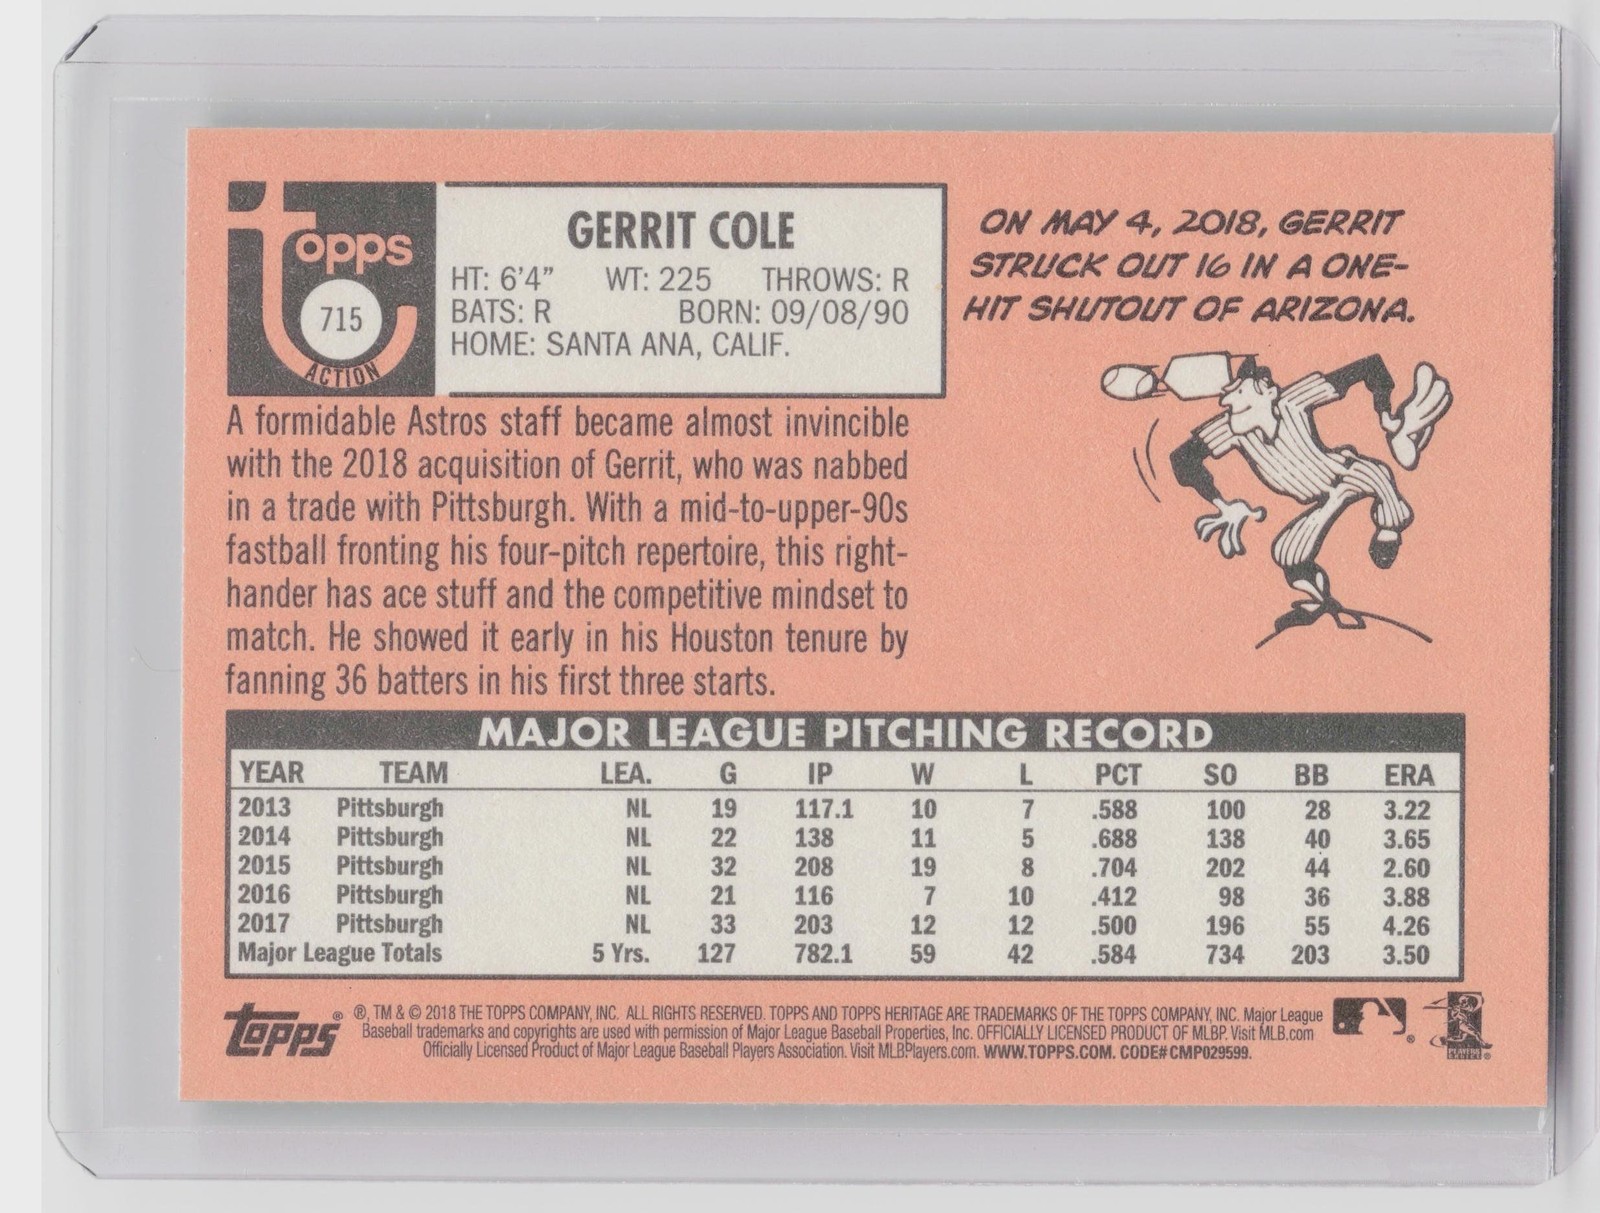 topps
715
ACTION
GERRIT COLE
HT: 6'4" WT: 225 THROWS: R
BATS: R BORN: 09/08/90
HOME: SANTA ANA, CALIF.
ON MAY 4, 2018, GERRIT
STRUCK OUT 16 IN A ONE-
HIT SHUTOUT OF ARIZONA.
A formidable Astros staff became almost invincible
with the 2018 acquisition of Gerrit, who was nabbed
in a trade with Pittsburgh. With a mid-to-upper-90s
fastball fronting his four-pitch repertoire, this right-
hander has ace stuff and the competitive mindset to
match. He showed it early in his Houston tenure by
fanning 36 batters in his first three starts.
MAJOR LEAGUE PITCHING RECORD
YEAR TEAM LEA. G IP W L PCT SO BB ERA
2013 Pittsburgh NL 19 117.1 10 7 .588 100 28 3.22
2014 Pittsburgh NL 22 138 11 5 .688 138 40 3.65
2015 Pittsburgh NL 32 208 19 8 .704 202 44 2.60
2016 Pittsburgh NL 21 116 7 10 .412 98 36 3.88
2017 Pittsburgh NL 33 203 12 12 .500 196 55 4.26
Major League Totals 5 Yrs. 127 782.1 59 42 .584 734 203 3.50
topps®
®, TM & © 2018 THE TOPPS COMPANY, INC. ALL RIGHTS RESERVED. TOPPS AND TOPPS HERITAGE ARE TRADEMARKS OF THE TOPPS COMPANY, INC. Major League
Baseball trademarks and copyrights are used with permission of Major League Baseball Properties, Inc. OFFICIALLY LICENSED PRODUCT OF MLBP. Visit MLB.com
Officially Licensed Product of Major League Baseball Players Association. Visit MLBPlayers.com. WWW.TOPPS.COM. CODE# CMP029599.
PLAYERS
CHOICE